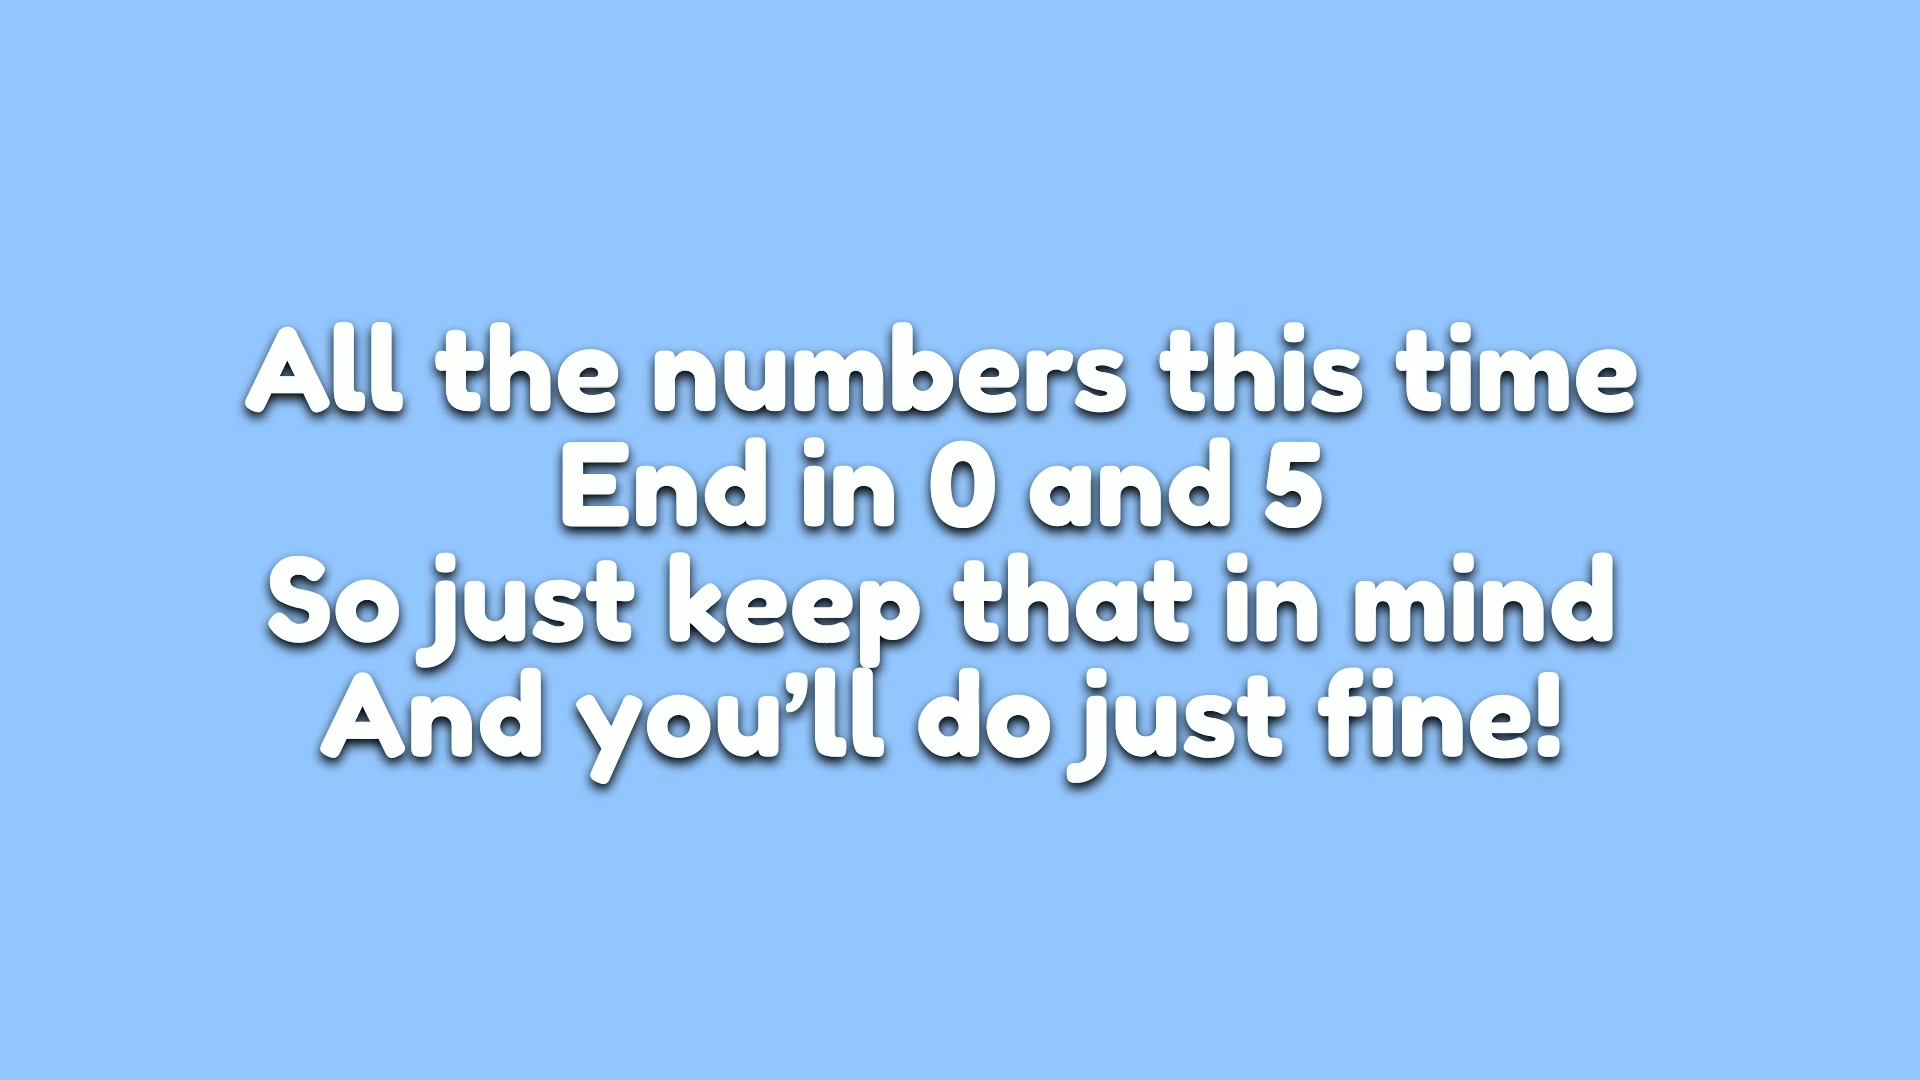 All the numbers this time
End in 0 and 5
So just keep that in mind
And you’ll do just fine!